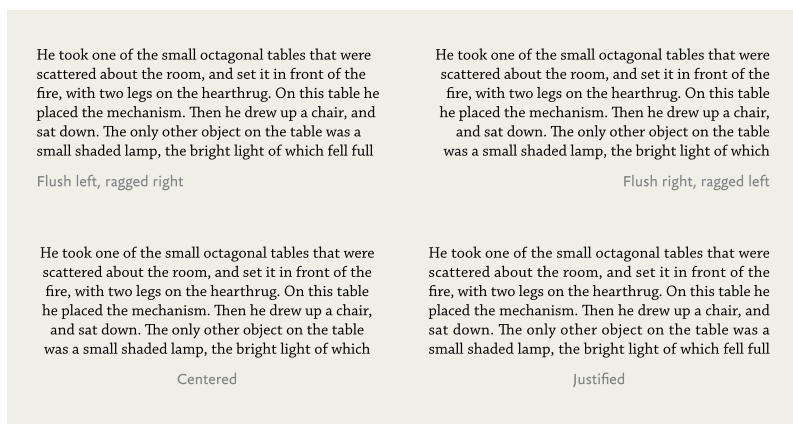 He took one of the small octagonal tables that were
scattered about the room, and set it in front of the
fire, with two legs on the hearthrug. On this table he
placed the mechanism. Then he drew up a chair, and
sat down. The only other object on the table was a
small shaded lamp, the bright light of which fell full
Flush left, ragged right
He took one of the small octagonal tables that were
scattered about the room, and set it in front of the
fire, with two legs on the hearthrug. On this table
he placed the mechanism. Then he drew up a chair,
and sat down. The only other object on the table
was a small shaded lamp, the bright light of which
Flush right, ragged left
He took one of the small octagonal tables that were
scattered about the room, and set it in front of the
fire, with two legs on the hearthrug. On this table
he placed the mechanism. Then he drew up a chair,
and sat down. The only other object on the table
was a small shaded lamp, the bright light of which
Centered
He took one of the small octagonal tables that were
scattered about the room, and set it in front of the
fire, with two legs on the hearthrug. On this table he
placed the mechanism. Then he drew up a chair, and
sat down. The only other object on the table was a
small shaded lamp, the bright light of which fell full
Justified